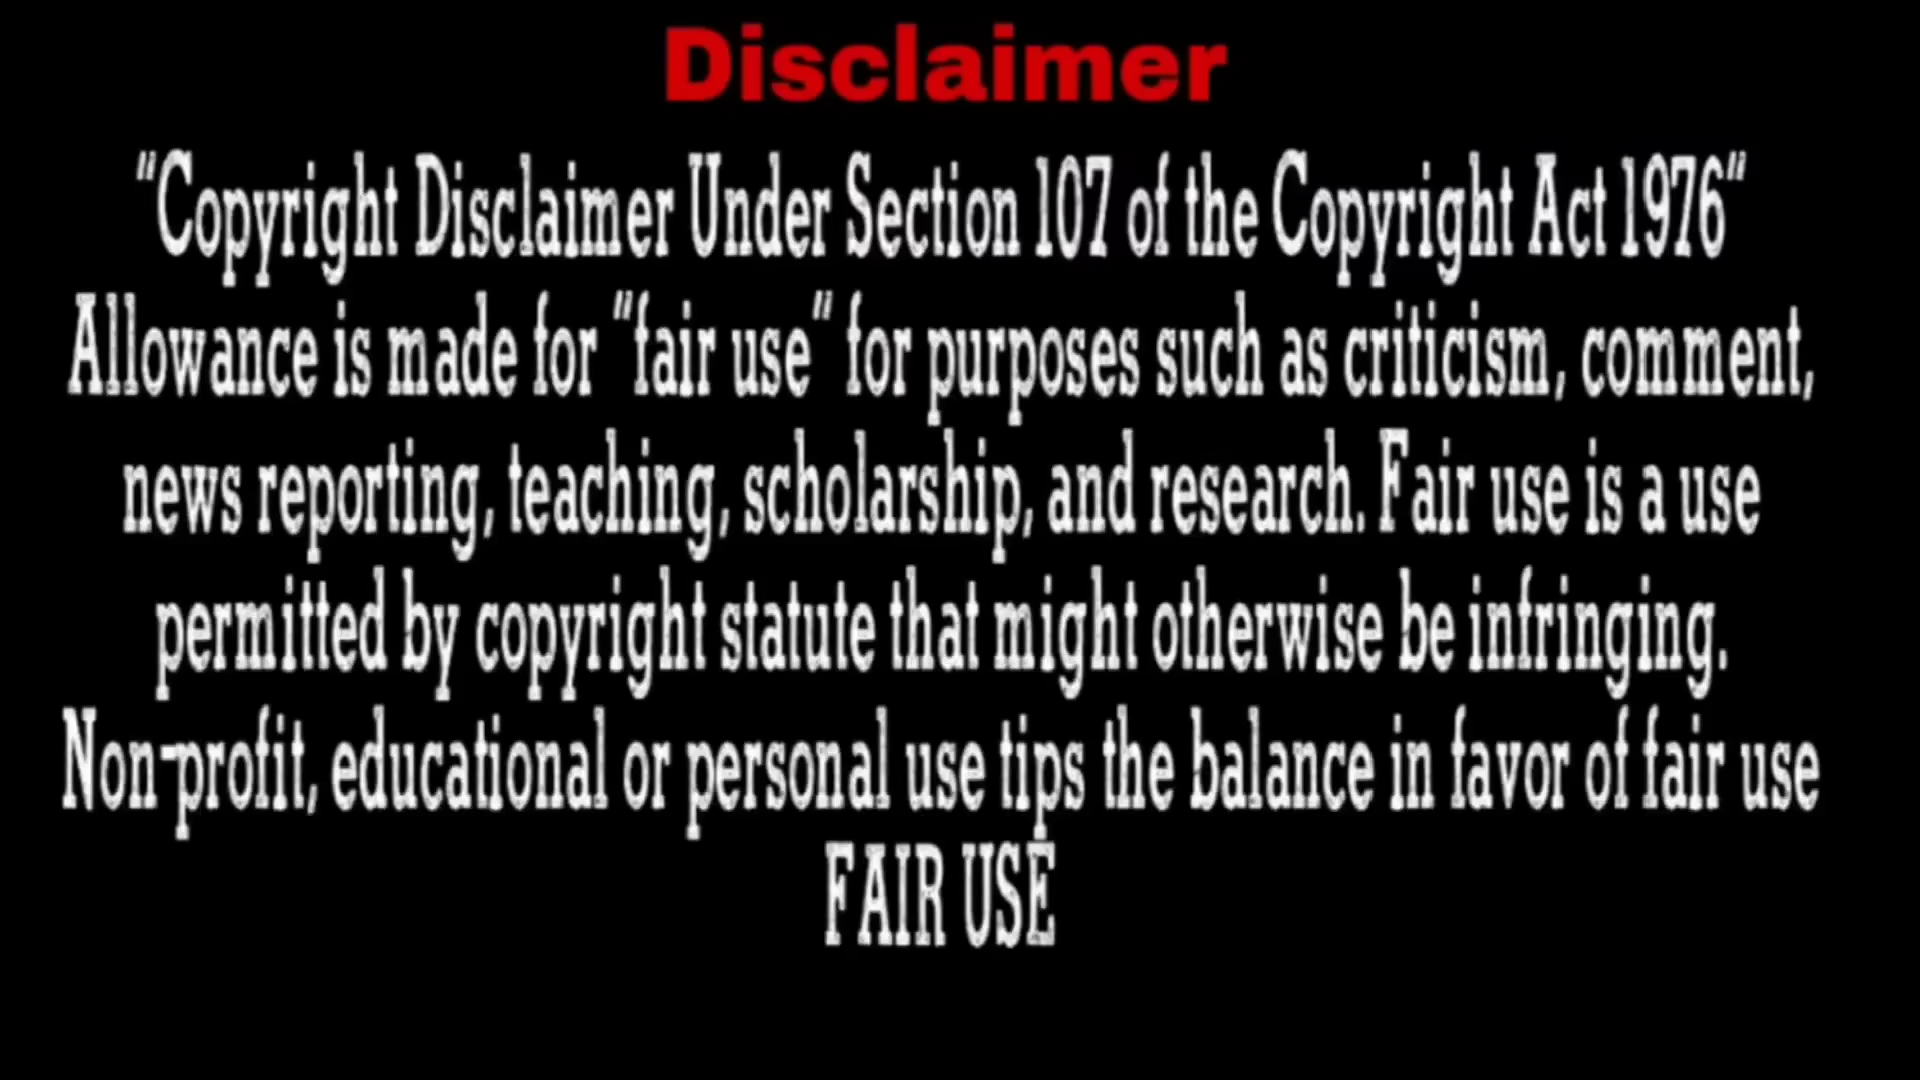 Disclaimer
"Copyright Disclaimer Under Section 107 of the Copyright Act 1976"
Allowance is made for "fair use" for purposes such as criticism, comment,
news reporting, teaching, scholarship, and research. Fair use is a use
permitted by copyright statute that might otherwise be infringing.
Non-profit, educational or personal use tips the balance in favor of fair use
FAIR USE